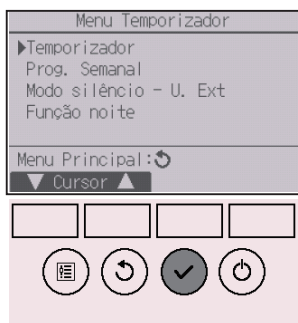 Menu Temporizador
Temporizador
Prog. Semanal
Modo silêncio - U. Ext
Função noite
Menu Principal:
Cursor